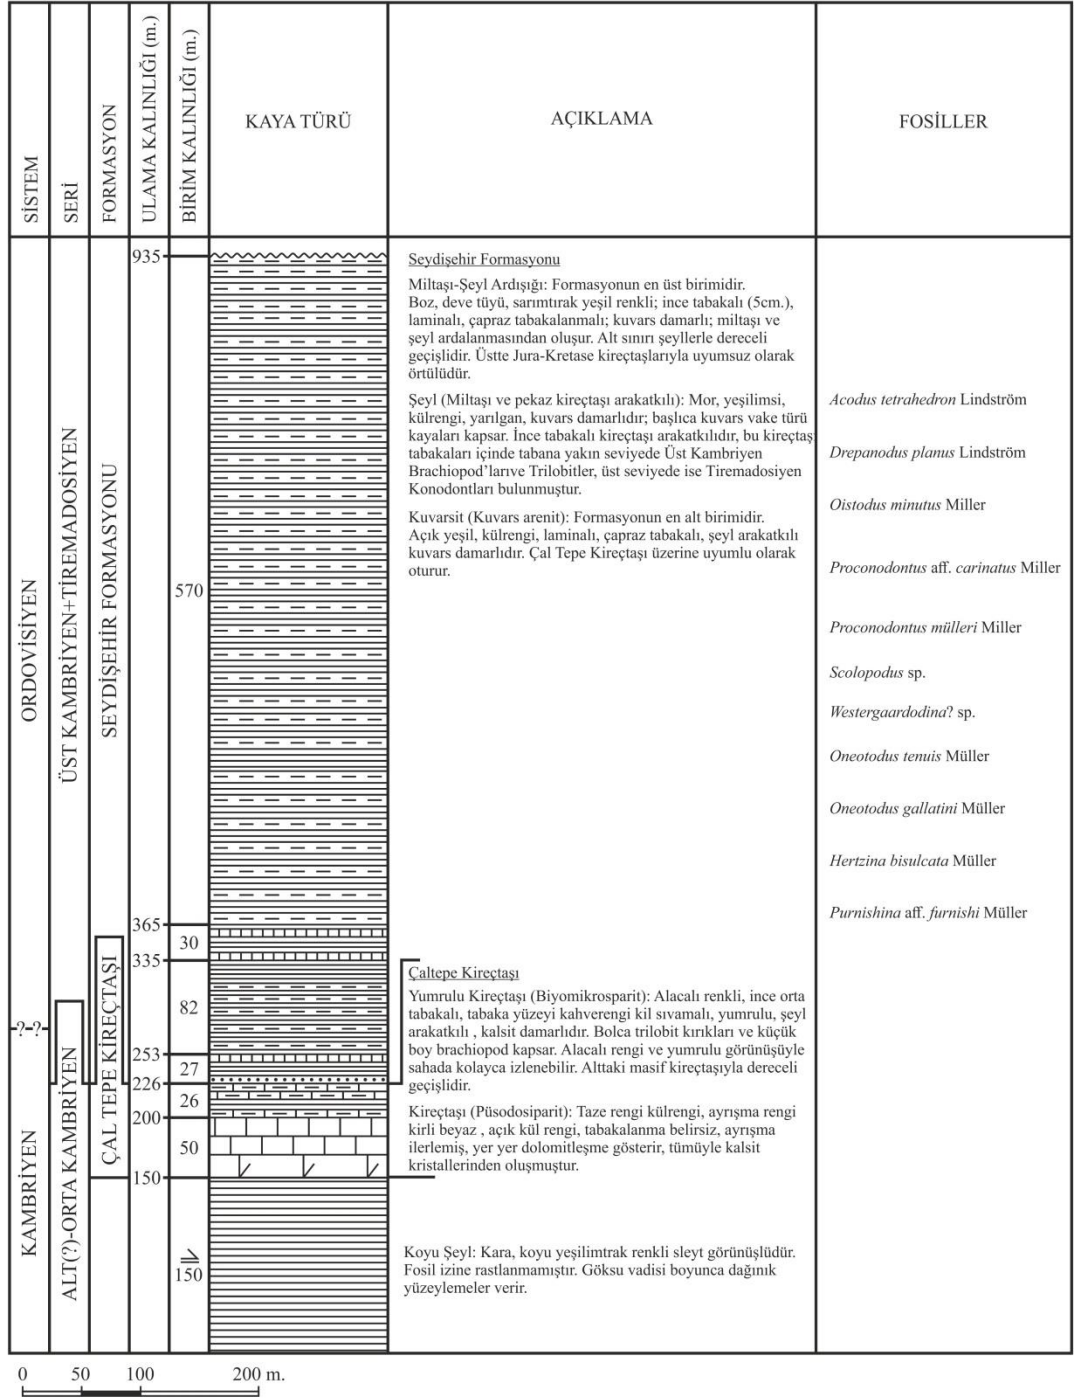 SİSTEM
SERİ
FORMASYON
ULAMA KALINLIĞI (m.)
BİRİM KALINLIĞI (m.)
KAYA TÜRÜ
AÇIKLAMA
FOSİLLER
ORDOVİSİYEN
?-?
KAMBRİYEN
ÜST KAMBRİYEN+TİREMADOSİYEN
ALT(?)-ORTA KAMBRİYEN
SEYDİŞEHİR FORMASYONU
ÇAL TEPE KİREÇTAŞI
935
365
335
253
226
200
150
570
30
82
27
26
50
150
Seydişehir Formasyonu
Miltaşı-Şeyl Ardışığı: Formasyonun en üst birimidir.
Boz, deve tüyü, sarımtırak yeşil renkli; ince tabakalı (5cm.),
laminalı, çapraz tabakalanmalı; kuvars damarlı; miltaşı ve
şeyl ardalanmasından oluşur. Alt sınırı şeyllerle dereceli
geçişlidir. Üstte Jura-Kretase kireçtaşlarıyla uyumsuz olarak
örtülüdür.
Şeyl (Miltaşı ve pekaz kireçtaşı arakatkılı): Mor, yeşilimsi,
külrengi, yarılgan, kuvars damarlıdır; başlıca kuvars vake türü
kayaları kapsar. İnce tabakalı kireçtaşı arakatkılıdır, bu kireçtaş
tabakaları içinde tabana yakın seviyede Üst Kambriyen
Brachiopod'larıve Trilobitler, üst seviyede ise Tiremadosiyen
Konodontları bulunmuştur.
Kuvarsit (Kuvars arenit): Formasyonun en alt birimidir.
Açık yeşil, külrengi, laminalı, çapraz tabakalı, şeyl arakatkılı
kuvars damarlıdır. Çal Tepe Kireçtaşı üzerine uyumlu olarak
oturur.
Çaltepe Kireçtaşı
Yumrulu Kireçtaşı (Biyomikrosparit): Alacalı renkli, ince orta
tabakalı, tabaka yüzeyi kahverengi kil sıvamalı, yumrulu, şeyl
arakatkılı , kalsit damarlıdır. Bolca trilobit kırıkları ve küçük
boy brachiopod kapsar. Alacalı rengi ve yumrulu görünüşüyle
sahada kolayca izlenebilir. Alttaki masif kireçtaşıyla dereceli
geçişlidir.
Kireçtaşı (Püsodosiparit): Taze rengi külrengi, ayrışma rengi
kirli beyaz , açık kül rengi, tabakalanma belirsiz, ayrışma
ilerlemiş, yer yer dolomitleşme gösterir, tümüyle kalsit
kristallerinden oluşmuştur.
Koyu Şeyl: Kara, koyu yeşilimtrak renkli sleyt görünüşlüdür.
Fosil izine rastlanmamıştır. Göksu vadisi boyunca dağınık
yüzeylemeler verir.
Acodus tetrahedron Lindström
Drepanodus planus Lindström
Oistodus minutus Miller
Proconodontus aff. carinatus Miller
Proconodontus mülleri Miller
Scolopodus sp.
Westergaardodina? sp.
Oneotodus tenuis Müller
Oneotodus gallatini Müller
Hertzina bisulcata Müller
Purnishina aff. furnishi Müller
0 50 100 200 m.